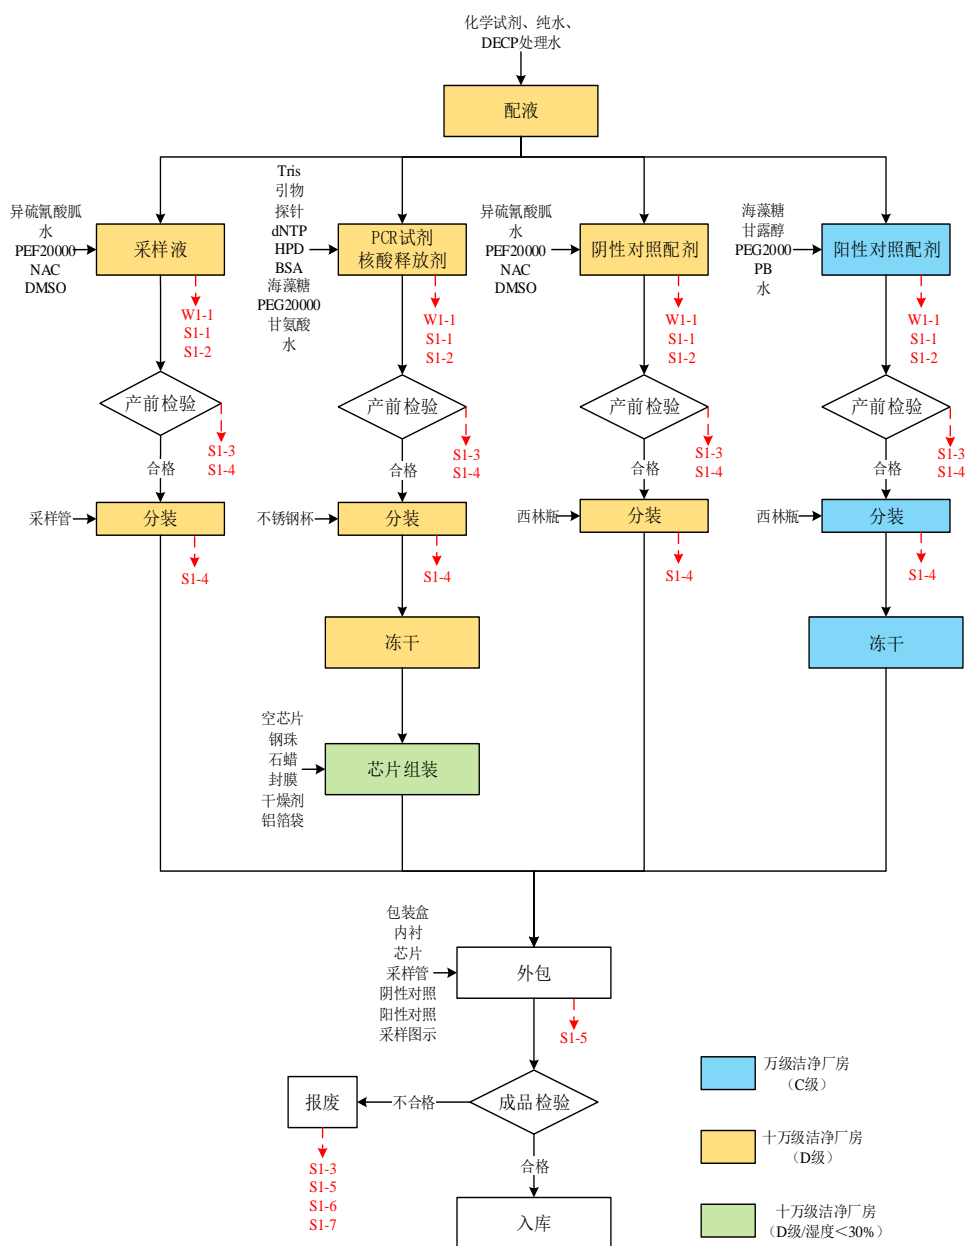 化学试剂、纯水、
DECP处理水
配液
异硫氰酸胍
水
PEF20000
NAC
DMSO
采样液
W1-1
S1-1
S1-2
产前检验
S1-3
S1-4
合格
采样管
分装
S1-4
Tris
引物
探针
dNTP
HPD
BSA
海藻糖
PEG20000
甘氨酸
水
PCR试剂
核酸释放剂
W1-1
S1-1
S1-2
产前检验
S1-3
S1-4
合格
不锈钢杯
分装
S1-4
冻干
空芯片
钢珠
石蜡
封膜
干燥剂
铝箔袋
芯片组装
异硫氰酸胍
水
PEF20000
NAC
DMSO
阴性对照配剂
W1-1
S1-1
S1-2
产前检验
S1-3
S1-4
合格
西林瓶
分装
S1-4
海藻糖
甘露醇
PEG2000
PB
水
阳性对照配剂
W1-1
S1-1
S1-2
产前检验
S1-3
S1-4
合格
西林瓶
分装
S1-4
冻干
包装盒
内衬
芯片
采样管
阴性对照
阳性对照
采样图示
外包
S1-5
成品检验
不合格
报废
S1-3
S1-5
S1-6
S1-7
合格
入库
万级洁净厂房
（C级）
十万级洁净厂房
（D级）
十万级洁净厂房
（D级/湿度＜30%）